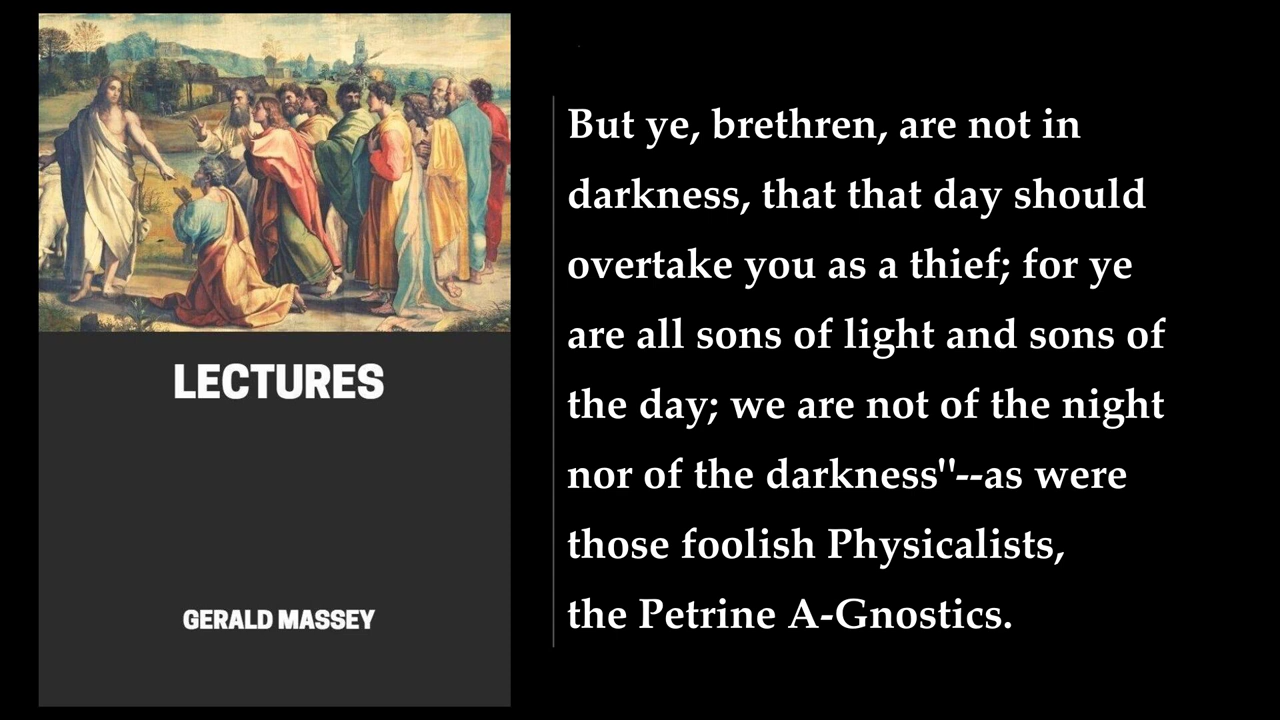 LECTURES
GERALD MASSEY
But ye, brethren, are not in
darkness, that that day should
overtake you as a thief; for ye
are all sons of light and sons of
the day; we are not of the night
nor of the darkness"--as were
those foolish Physicalists,
the Petrine A-Gnostics.